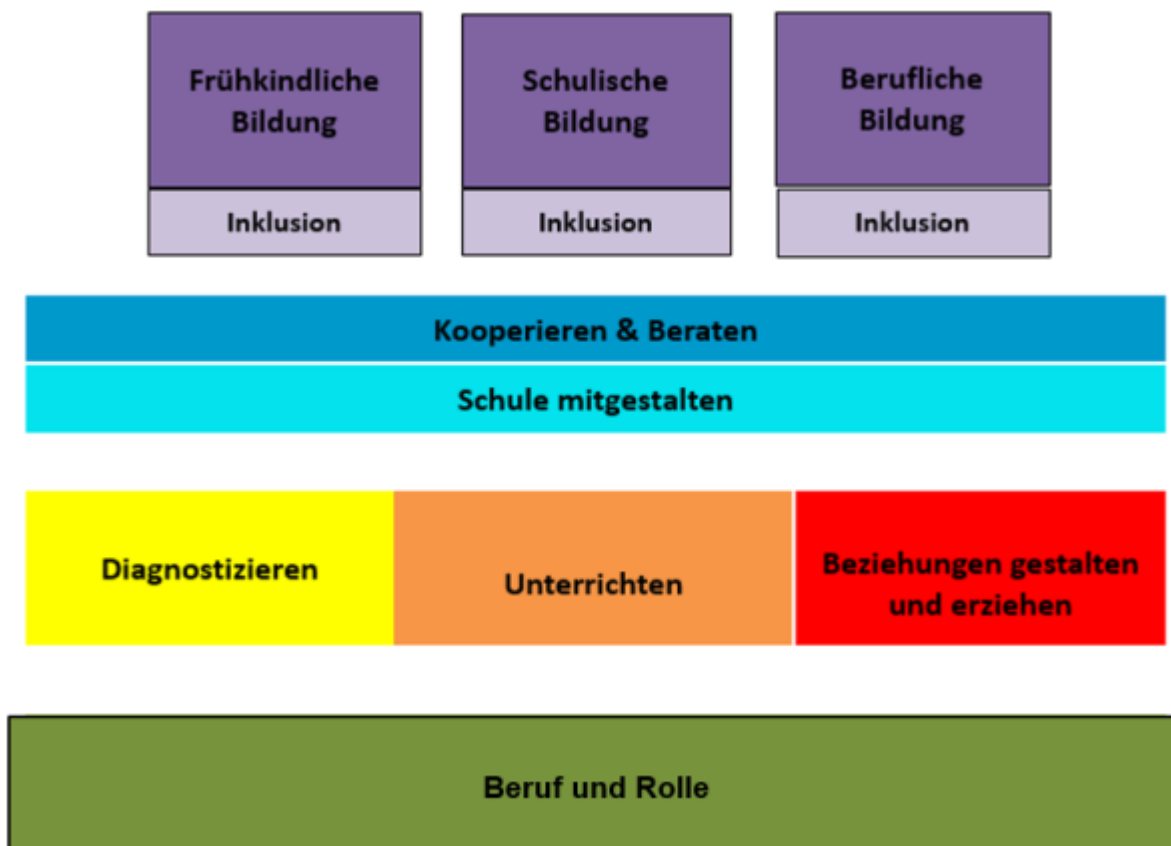 Frühkindliche
Bildung
Schulische
Bildung
Berufliche
Bildung
Inklusion
Inklusion
Inklusion
Kooperieren & Beraten
Schule mitgestalten
Diagnostizieren
Unterrichten
Beziehungen gestalten
und erziehen
Beruf und Rolle